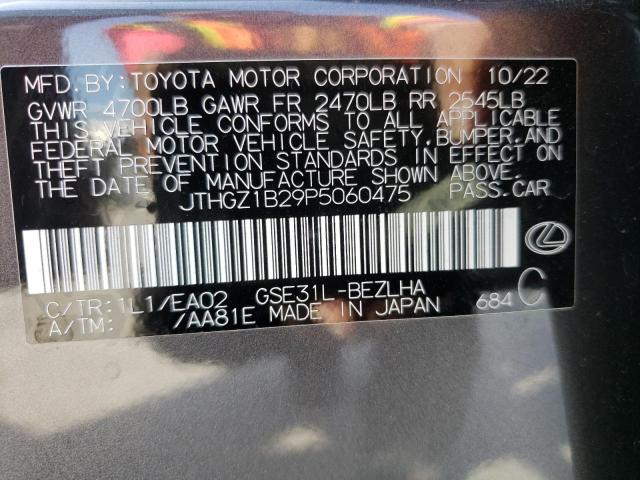 MFD.BY:TOYOTA MOTOR CORPORATION 10/22
GVWR 4700LB GAWR FR 2470LB RR 2545LB
THIS VEHICLE CONFORMS TO ALL APPLICABLE
FEDERAL MOTOR VEHICLE SAFETY,BUMPER,AND
THEFT PREVENTION STANDARDS IN EFFECT ON
THE DATE OF MANUFACTURE SHOWN ABOVE.
JTHGZ1B29P5060475 PASS.CAR
C/TR:1L1/EA02 GSE31L-BEZLHA 684 C
A/TM: /AA81E MADE IN JAPAN